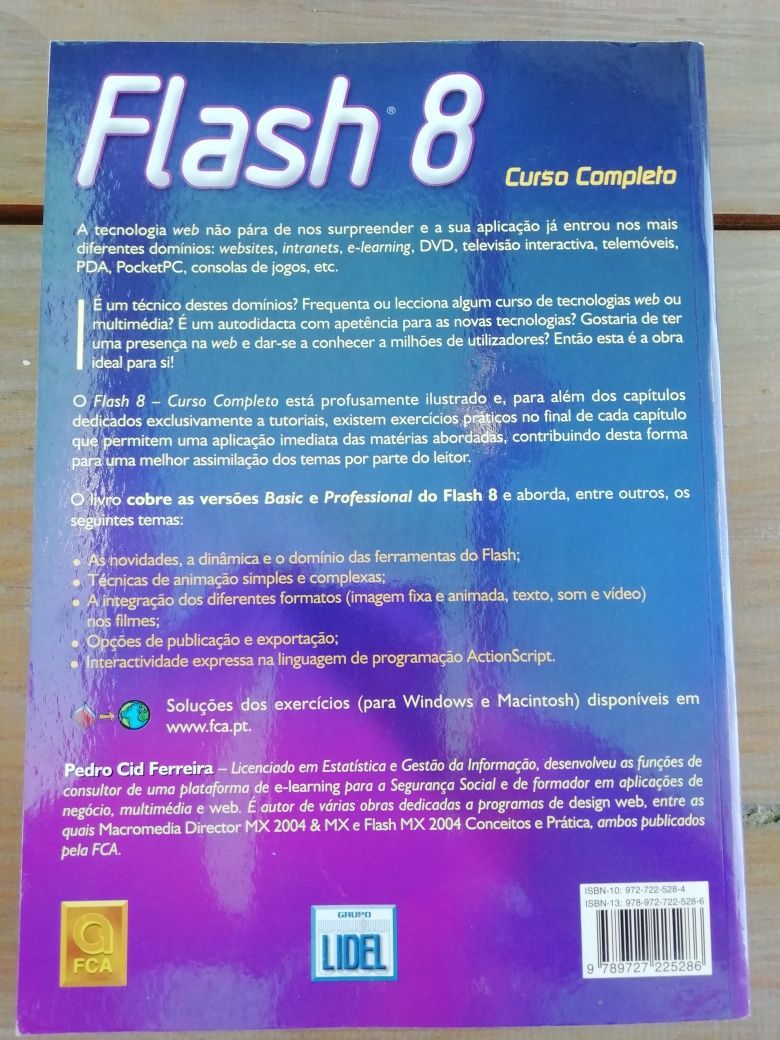 Flash® 8
Curso Completo
A tecnologia web não pára de nos surpreender e a sua aplicação já entrou nos mais
diferentes domínios: websites, intranets, e-learning, DVD, televisão interactiva, telemóveis,
PDA, PocketPC, consolas de jogos, etc.
É um técnico destes domínios? Frequenta ou lecciona algum curso de tecnologias web ou
multimédia? É um autodidacta com apetência para as novas tecnologias? Gostaria de ter
uma presença na web e dar-se a conhecer a milhões de utilizadores? Então esta é a obra
ideal para si!
O Flash 8 – Curso Completo está profusamente ilustrado e, para além dos capítulos
dedicados exclusivamente a tutoriais, existem exercícios práticos no final de cada capítulo
que permitem uma aplicação imediata das matérias abordadas, contribuindo desta forma
para uma melhor assimilação dos temas por parte do leitor.
O livro cobre as versões Basic e Professional do Flash 8 e aborda, entre outros, os
seguintes temas:
• As novidades, a dinâmica e o domínio das ferramentas do Flash;
• Técnicas de animação simples e complexas;
• A integração dos diferentes formatos (imagem fixa e animada, texto, som e vídeo)
nos filmes;
• Opções de publicação e exportação;
• Interactividade expressa na linguagem de programação ActionScript.
Soluções dos exercícios (para Windows e Macintosh) disponíveis em
www.fca.pt.
Pedro Cid Ferreira – Licenciado em Estatística e Gestão da Informação, desenvolveu as funções de
consultor de uma plataforma de e-learning para a Segurança Social e de formador em aplicações de
negócio, multimédia e web. É autor de várias obras dedicadas a programas de design web, entre as
quais Macromedia Director MX 2004 & MX e Flash MX 2004 Conceitos e Prática, ambos publicados
pela FCA.
ISBN-10: 972-722-528-4
ISBN-13: 978-972-722-528-6
9 789727 225286
a
FCA
GRUPO
LIDEL